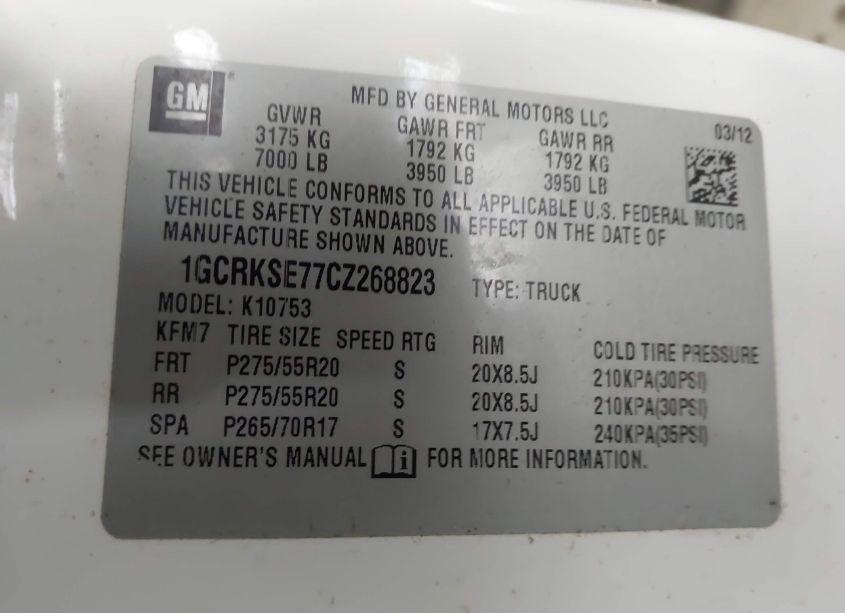 GM
MFD BY GENERAL MOTORS LLC
03/12
GVWR GAWR FRT GAWR RR
3175 KG 1792 KG 1792 KG
7000 LB 3950 LB 3950 LB
THIS VEHICLE CONFORMS TO ALL APPLICABLE U.S. FEDERAL MOTOR
VEHICLE SAFETY STANDARDS IN EFFECT ON THE DATE OF
MANUFACTURE SHOWN ABOVE.
1GCRKSE77CZ268823 TYPE: TRUCK
MODEL: K10753
KFM7 TIRE SIZE SPEED RTG RIM COLD TIRE PRESSURE
FRT P275/55R20 S 20X8.5J 210KPA(30PSI)
RR P275/55R20 S 20X8.5J 210KPA(30PSI)
SPA P265/70R17 S 17X7.5J 240KPA(35PSI)
SEE OWNER'S MANUAL i FOR MORE INFORMATION.